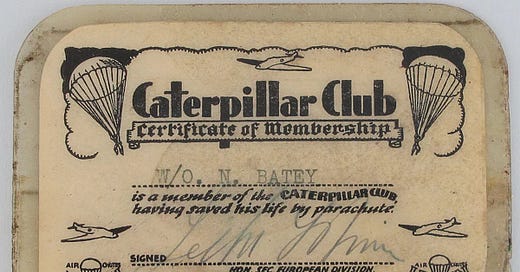 Caterpillar Club
Certificate of Membership
W/O. N. BATEY
is a member of the CATERPILLAR CLUB,
having saved his life by parachute.
SIGNED
HON. SEC. EUROPEAN DIVISION.